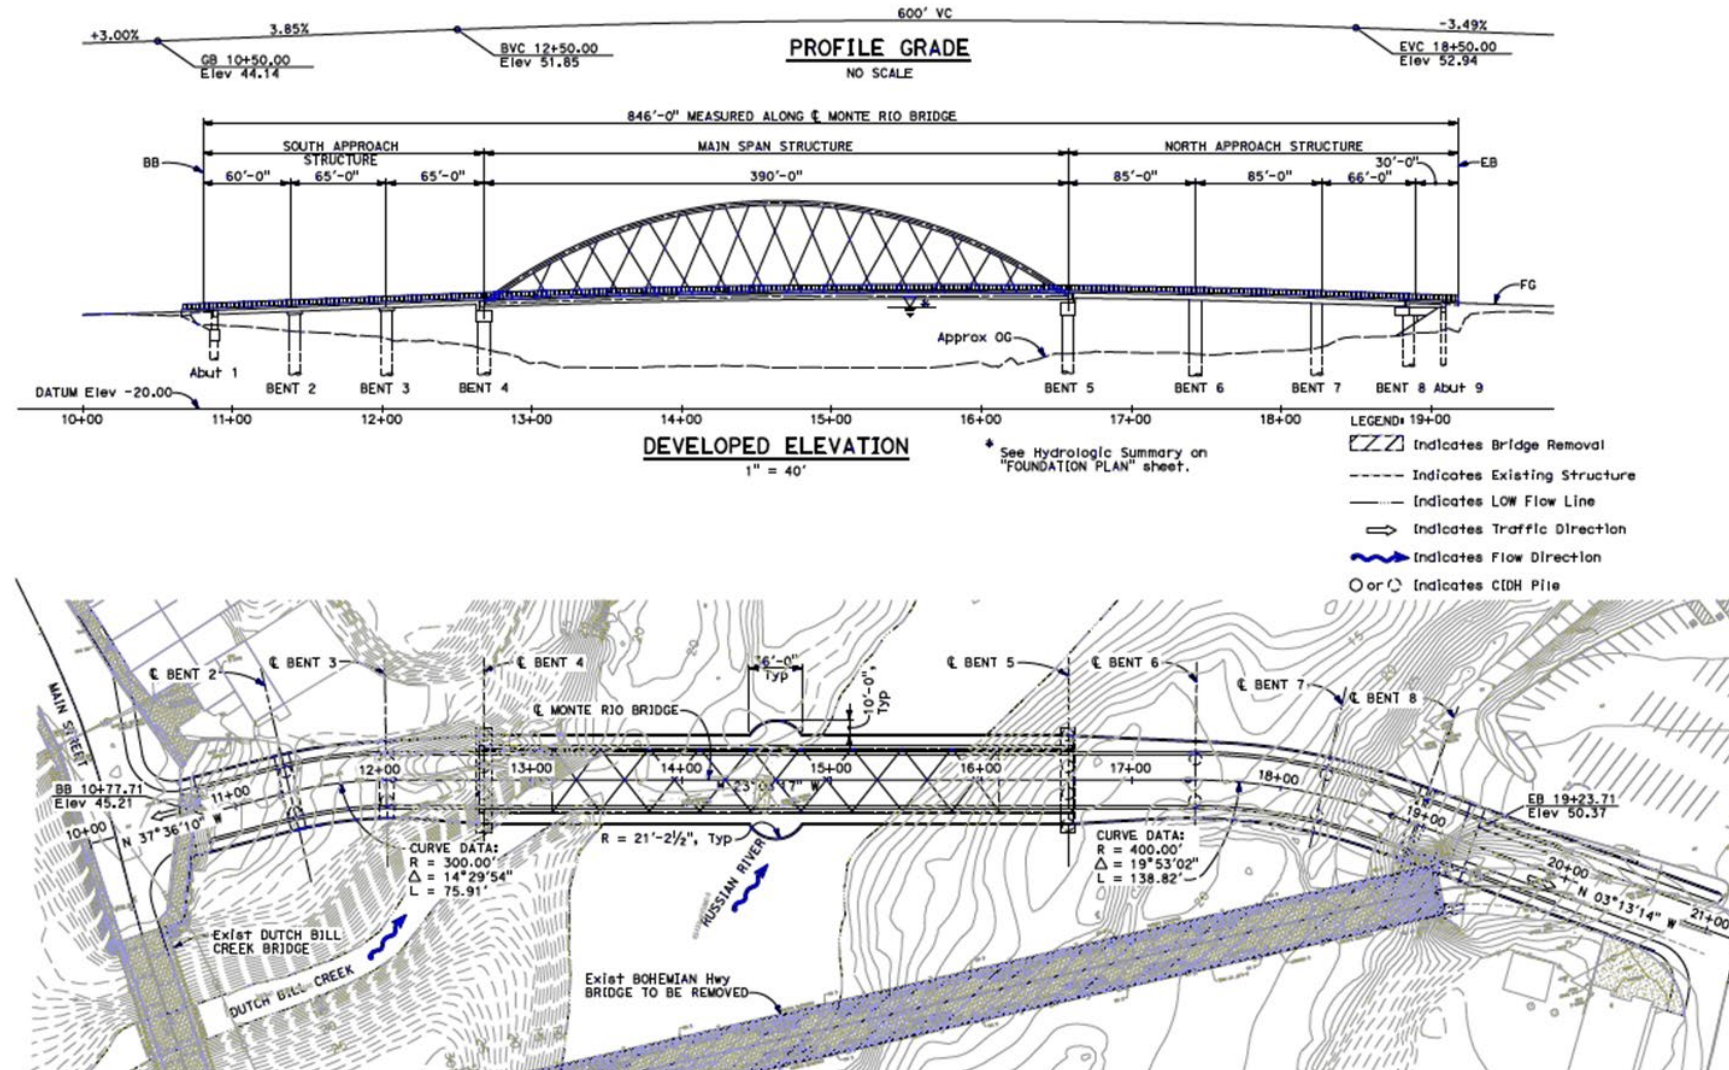 600' VC
+3.00%
3.85%
-3.49%
GB 10+50.00
Elev 44.14
BVC 12+50.00
Elev 51.85
PROFILE GRADE
NO SCALE
EVC 18+50.00
Elev 52.94
846'-0" MEASURED ALONG ℄ MONTE RIO BRIDGE
BB
SOUTH APPROACH
STRUCTURE
MAIN SPAN STRUCTURE
NORTH APPROACH STRUCTURE
EB
60'-0"
65'-0"
65'-0"
390'-0"
85'-0"
85'-0"
66'-0"
30'-0"
FG
Approx OG
Abut 1
BENT 2
BENT 3
BENT 4
BENT 5
BENT 6
BENT 7
BENT 8
Abut 9
DATUM Elev -20.00
10+00
11+00
12+00
13+00
14+00
15+00
16+00
17+00
18+00
19+00
DEVELOPED ELEVATION
1" = 40'
* See Hydrologic Summary on
"FOUNDATION PLAN" sheet.
LEGEND:
Indicates Bridge Removal
Indicates Existing Structure
Indicates LOW Flow Line
Indicates Traffic Direction
Indicates Flow Direction
or Indicates CIDH Pile
℄ BENT 2
℄ BENT 3
℄ BENT 4
℄ BENT 5
℄ BENT 6
℄ BENT 7
℄ BENT 8
Typ
10'-0",
Typ
MAIN STREET
℄ MONTE RIO BRIDGE
BB 10+77.71
Elev 45.21
10+00
11+00
12+00
13+00
14+00
15+00
16+00
17+00
18+00
19+00
20+00
21+00
N 37°36'10" W
EB 19+23.71
Elev 50.37
N 03°13'14" W
CURVE DATA:
R = 300.00'
Δ = 14°29'54"
L = 75.91'
R = 21'-2½", Typ
RUSSIAN RIVER
CURVE DATA:
R = 400.00'
Δ = 19°53'02"
L = 138.82'
Exist DUTCH BILL
CREEK BRIDGE
DUTCH BILL CREEK
Exist BOHEMIAN Hwy
BRIDGE TO BE REMOVED
20
20
15